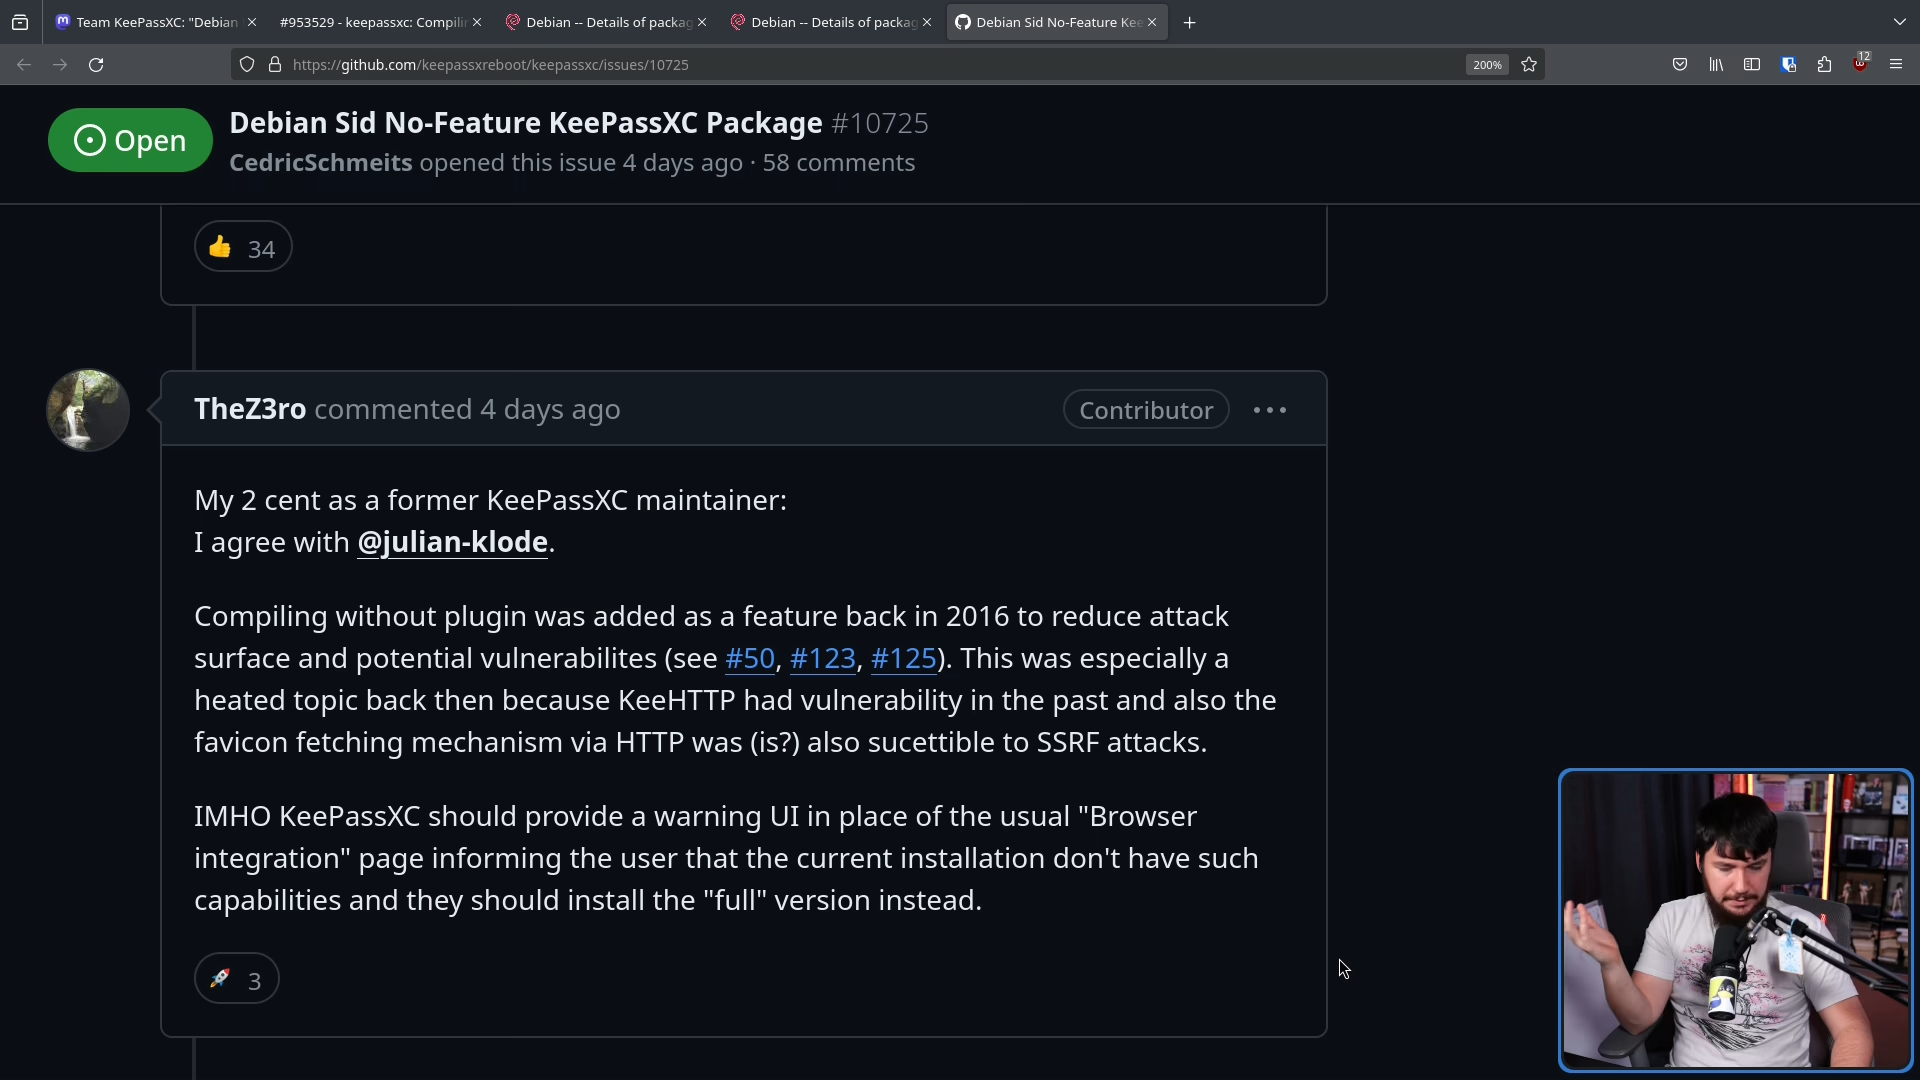 Team KeePassXC: "Debian
#953529 - keepassxc: Compilin
Debian -- Details of packag
Debian -- Details of packag
Debian Sid No-Feature Kee
https://github.com/keepassxreboot/keepassxc/issues/10725
200%
12
Open
Debian Sid No-Feature KeePassXC Package #10725
CedricSchmeits opened this issue 4 days ago · 58 comments
34
TheZ3ro commented 4 days ago
Contributor
My 2 cent as a former KeePassXC maintainer:
I agree with @julian-klode.
Compiling without plugin was added as a feature back in 2016 to reduce attack
surface and potential vulnerabilites (see #50, #123, #125). This was especially a
heated topic back then because KeeHTTP had vulnerability in the past and also the
favicon fetching mechanism via HTTP was (is?) also sucettible to SSRF attacks.
IMHO KeePassXC should provide a warning UI in place of the usual "Browser
integration" page informing the user that the current installation don't have such
capabilities and they should install the "full" version instead.
3